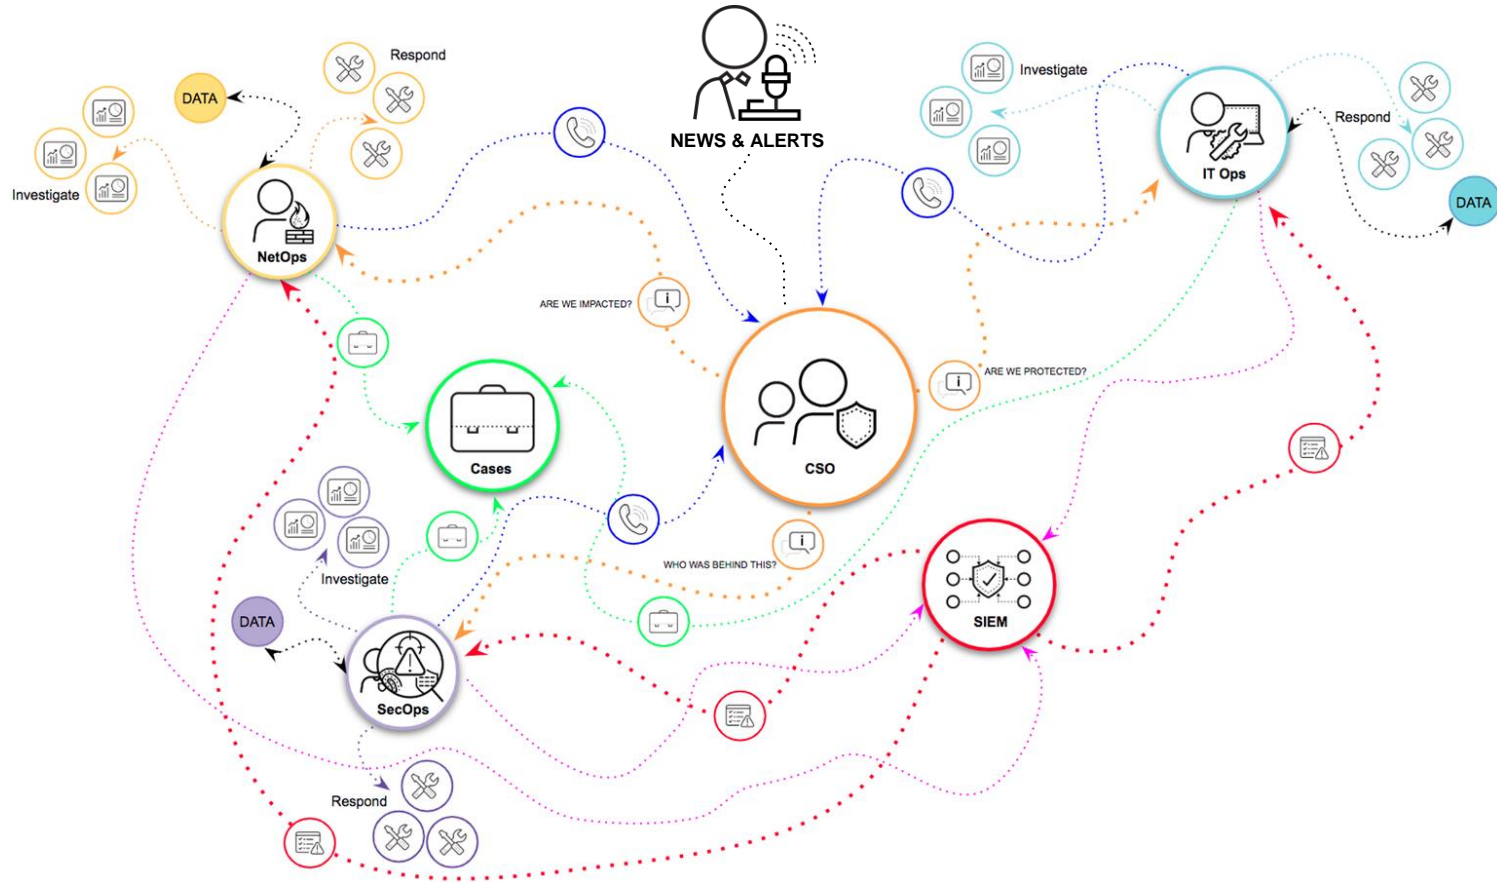 NEWS & ALERTS
Respond
DATA
Investigate
NetOps
Investigate
IT Ops
Respond
DATA
ARE WE IMPACTED?
ARE WE PROTECTED?
CSO
Cases
Investigate
WHO WAS BEHIND THIS?
DATA
SecOps
SIEM
Respond